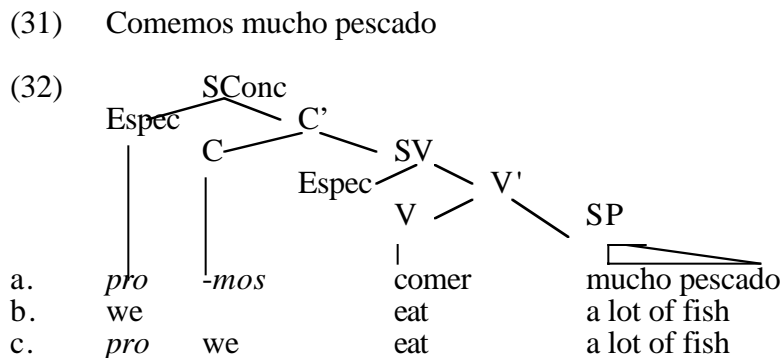 (31) Comemos mucho pescado
(32) SConc
Espec C’
C SV
Espec V'
V SP
a. pro -mos comer mucho pescado
b. we eat a lot of fish
c. pro we eat a lot of fish